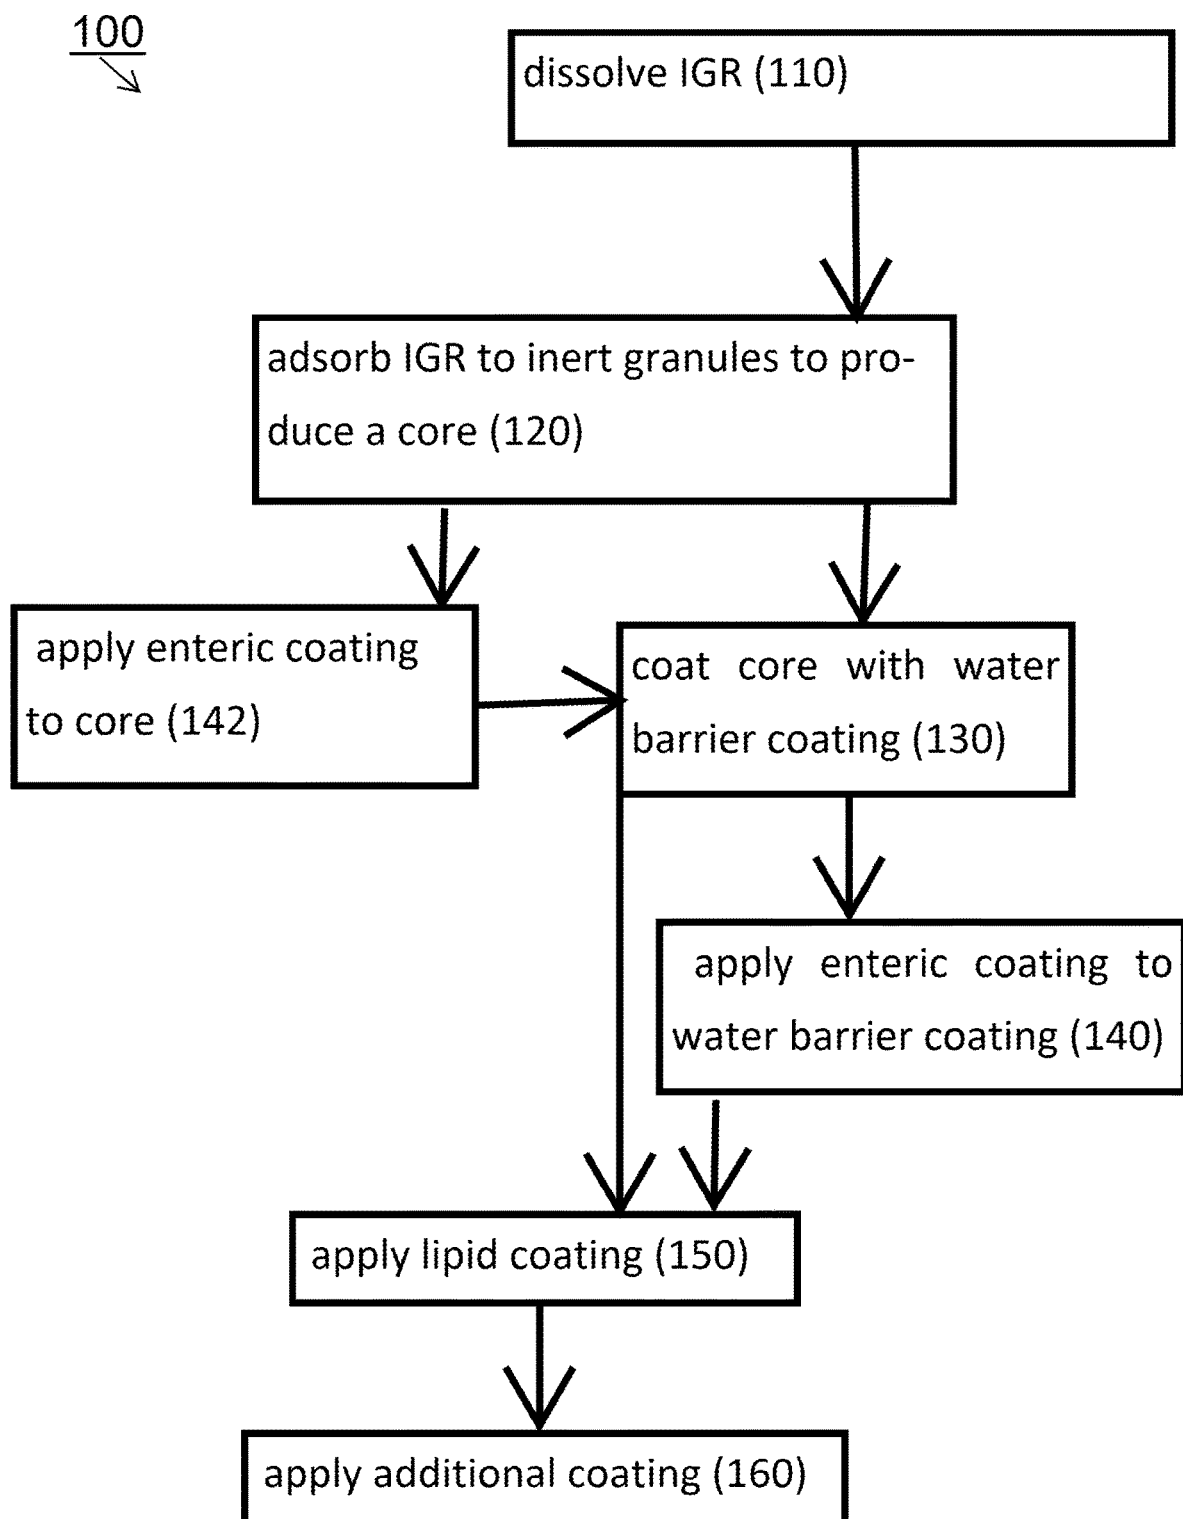 100
dissolve IGR (110)
adsorb IGR to inert granules to pro-
duce a core (120)
apply enteric coating
to core (142)
coat core with water
barrier coating (130)
apply enteric coating to
water barrier coating (140)
apply lipid coating (150)
apply additional coating (160)